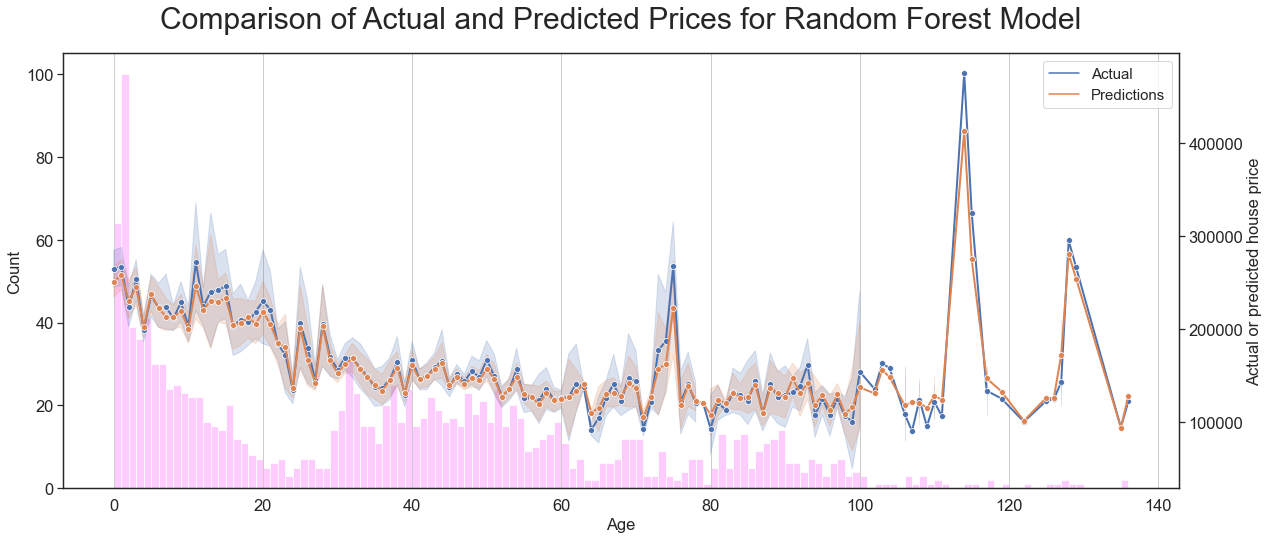 Comparison of Actual and Predicted Prices for Random Forest Model
Actual
Predictions
100
80
60
40
20
0
Count
400000
300000
200000
100000
Actual or predicted house price
0 20 40 60 80 100 120 140
Age